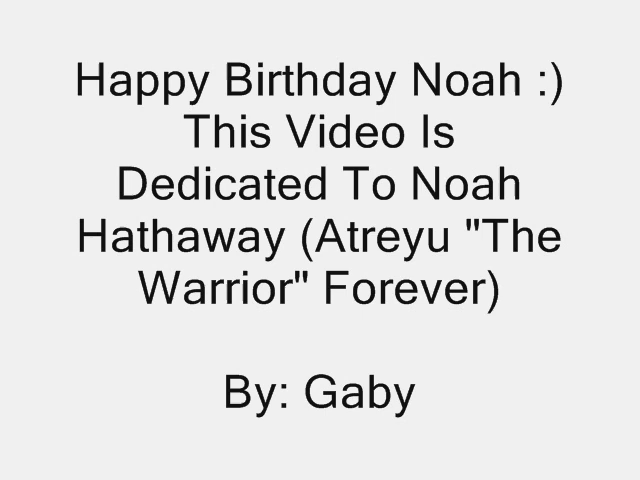 Happy Birthday Noah :)
This Video Is
Dedicated To Noah
Hathaway (Atreyu "The
Warrior" Forever)
By: Gaby